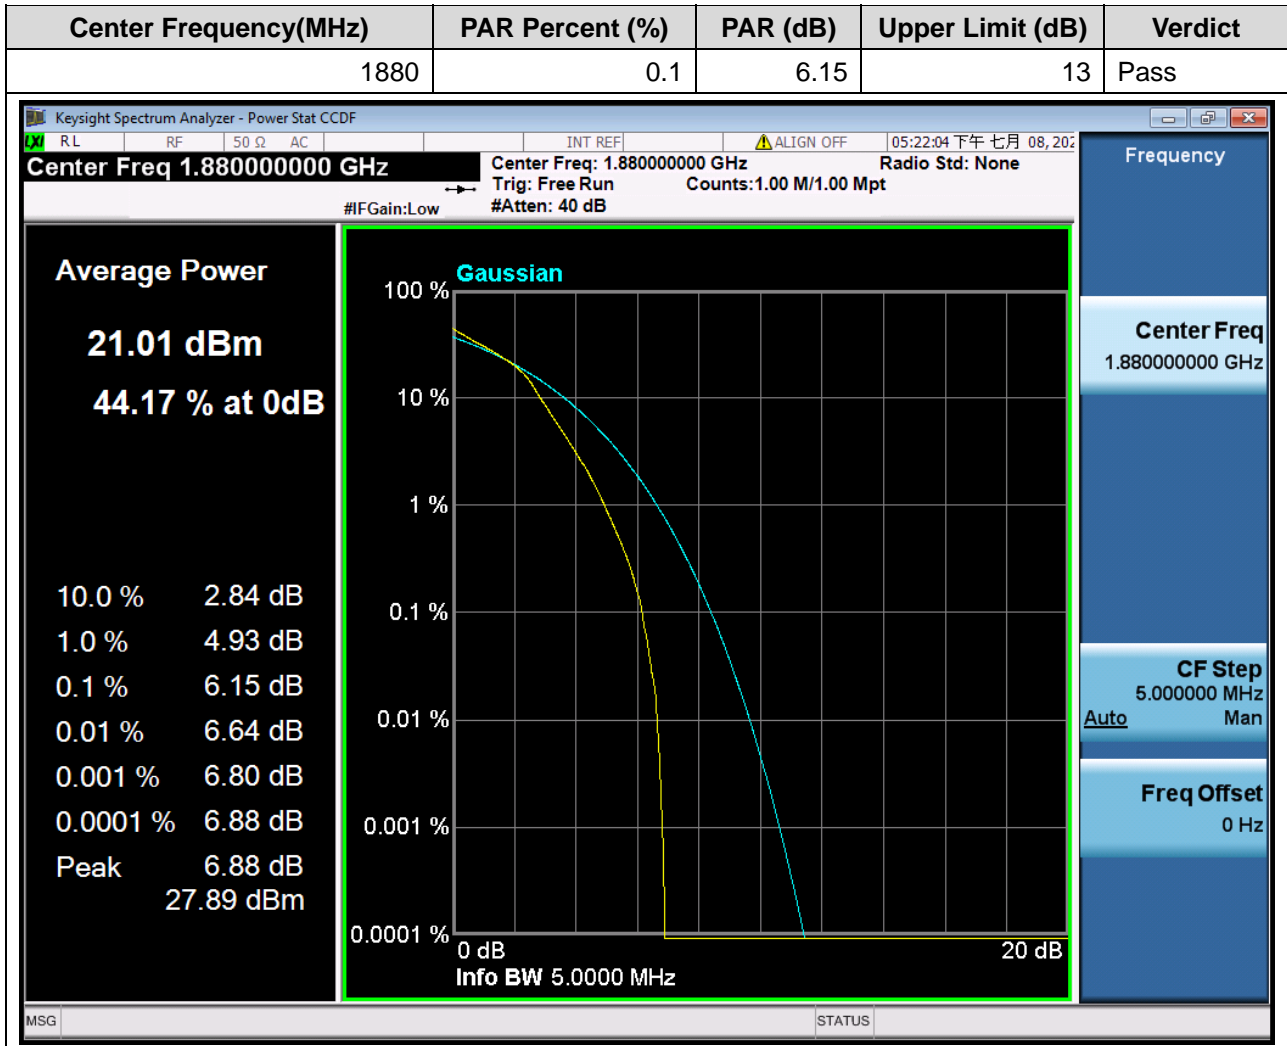 Center Frequency(MHz) PAR Percent (%) PAR (dB) Upper Limit (dB) Verdict
1880 0.1 6.15 13 Pass
Keysight Spectrum Analyzer - Power Stat CCDF
LXI RL RF 50 Ω AC INT REF ALIGN OFF 05:22:04 下午 七月 08, 202
Center Freq 1.880000000 GHz
#IFGain:Low
Center Freq: 1.880000000 GHz Radio Std: None
Trig: Free Run Counts:1.00 M/1.00 Mpt
#Atten: 40 dB
Average Power
21.01 dBm
44.17 % at 0dB
10.0 % 2.84 dB
1.0 % 4.93 dB
0.1 % 6.15 dB
0.01 % 6.64 dB
0.001 % 6.80 dB
0.0001 % 6.88 dB
Peak 6.88 dB
27.89 dBm
Gaussian
100 %
10 %
1 %
0.1 %
0.01 %
0.001 %
0.0001 %
0 dB 20 dB
Info BW 5.0000 MHz
Frequency
Center Freq
1.880000000 GHz
CF Step
5.000000 MHz
Auto Man
Freq Offset
0 Hz
MSG STATUS